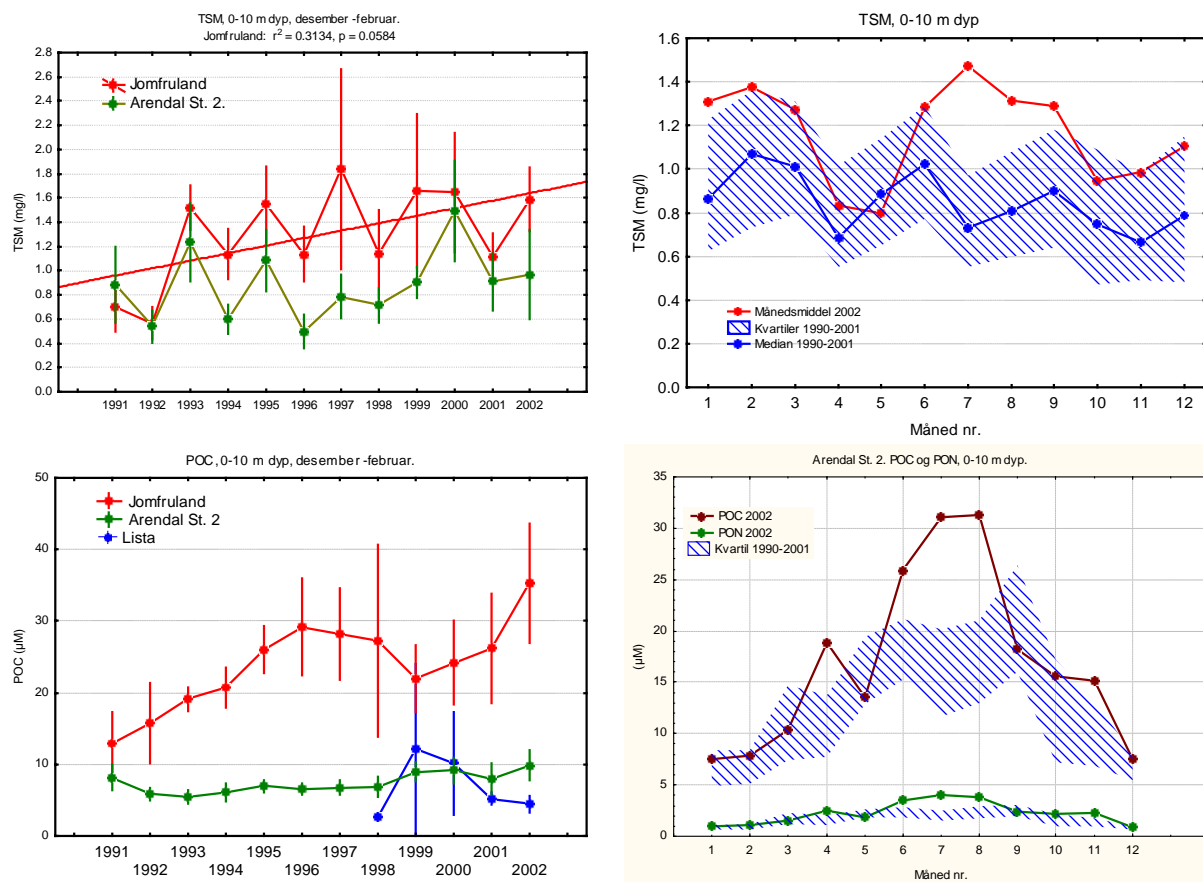 TSM, 0-10 m dyp, desember -februar.
Jomfruland: r² = 0.3134, p = 0.0584
TSM (mg/l)
2.8
2.6
2.4
2.2
2.0
1.8
1.6
1.4
1.2
1.0
0.8
0.6
0.4
0.2
0.0
Jomfruland
Arendal St. 2.
1991 1992 1993 1994 1995 1996 1997 1998 1999 2000 2001 2002
TSM, 0-10 m dyp
TSM (mg/l)
1.6
1.4
1.2
1.0
0.8
0.6
0.4
0.2
0.0
Månedsmiddel 2002
Kvartiler 1990-2001
Median 1990-2001
1 2 3 4 5 6 7 8 9 10 11 12
Måned nr.
POC, 0-10 m dyp, desember -februar.
POC (µM)
50
40
30
20
10
0
Jomfruland
Arendal St. 2
Lista
1991 1993 1995 1997 1999 2001
1992 1994 1996 1998 2000 2002
Arendal St. 2. POC og PON, 0-10 m dyp.
(µM)
35
30
25
20
15
10
5
0
POC 2002
PON 2002
Kvartil 1990-2001
1 2 3 4 5 6 7 8 9 10 11 12
Måned nr.